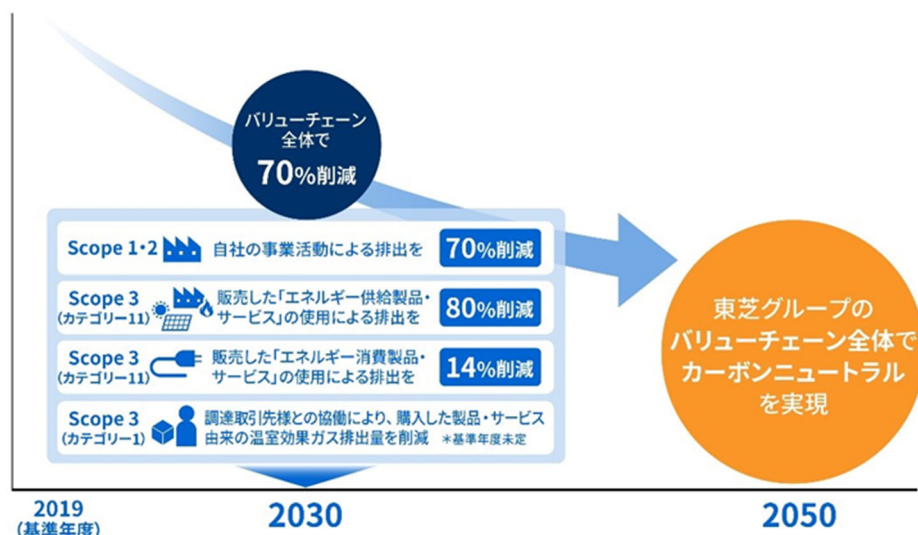 バリューチェーン
全体で
70%削減
Scope 1・2
自社の事業活動による排出を
70%削減
Scope 3
(カテゴリー11)
販売した「エネルギー供給製品・
サービス」の使用による排出を
80%削減
Scope 3
(カテゴリー11)
販売した「エネルギー消費製品・
サービス」の使用による排出を
14%削減
Scope 3
(カテゴリー1)
調達取引先様との協働により、購入した製品・サービス
由来の温室効果ガス排出量を削減 *基準年度未定
東芝グループの
バリューチェーン全体で
カーボンニュートラル
を実現
2019
(基準年度)
2030
2050